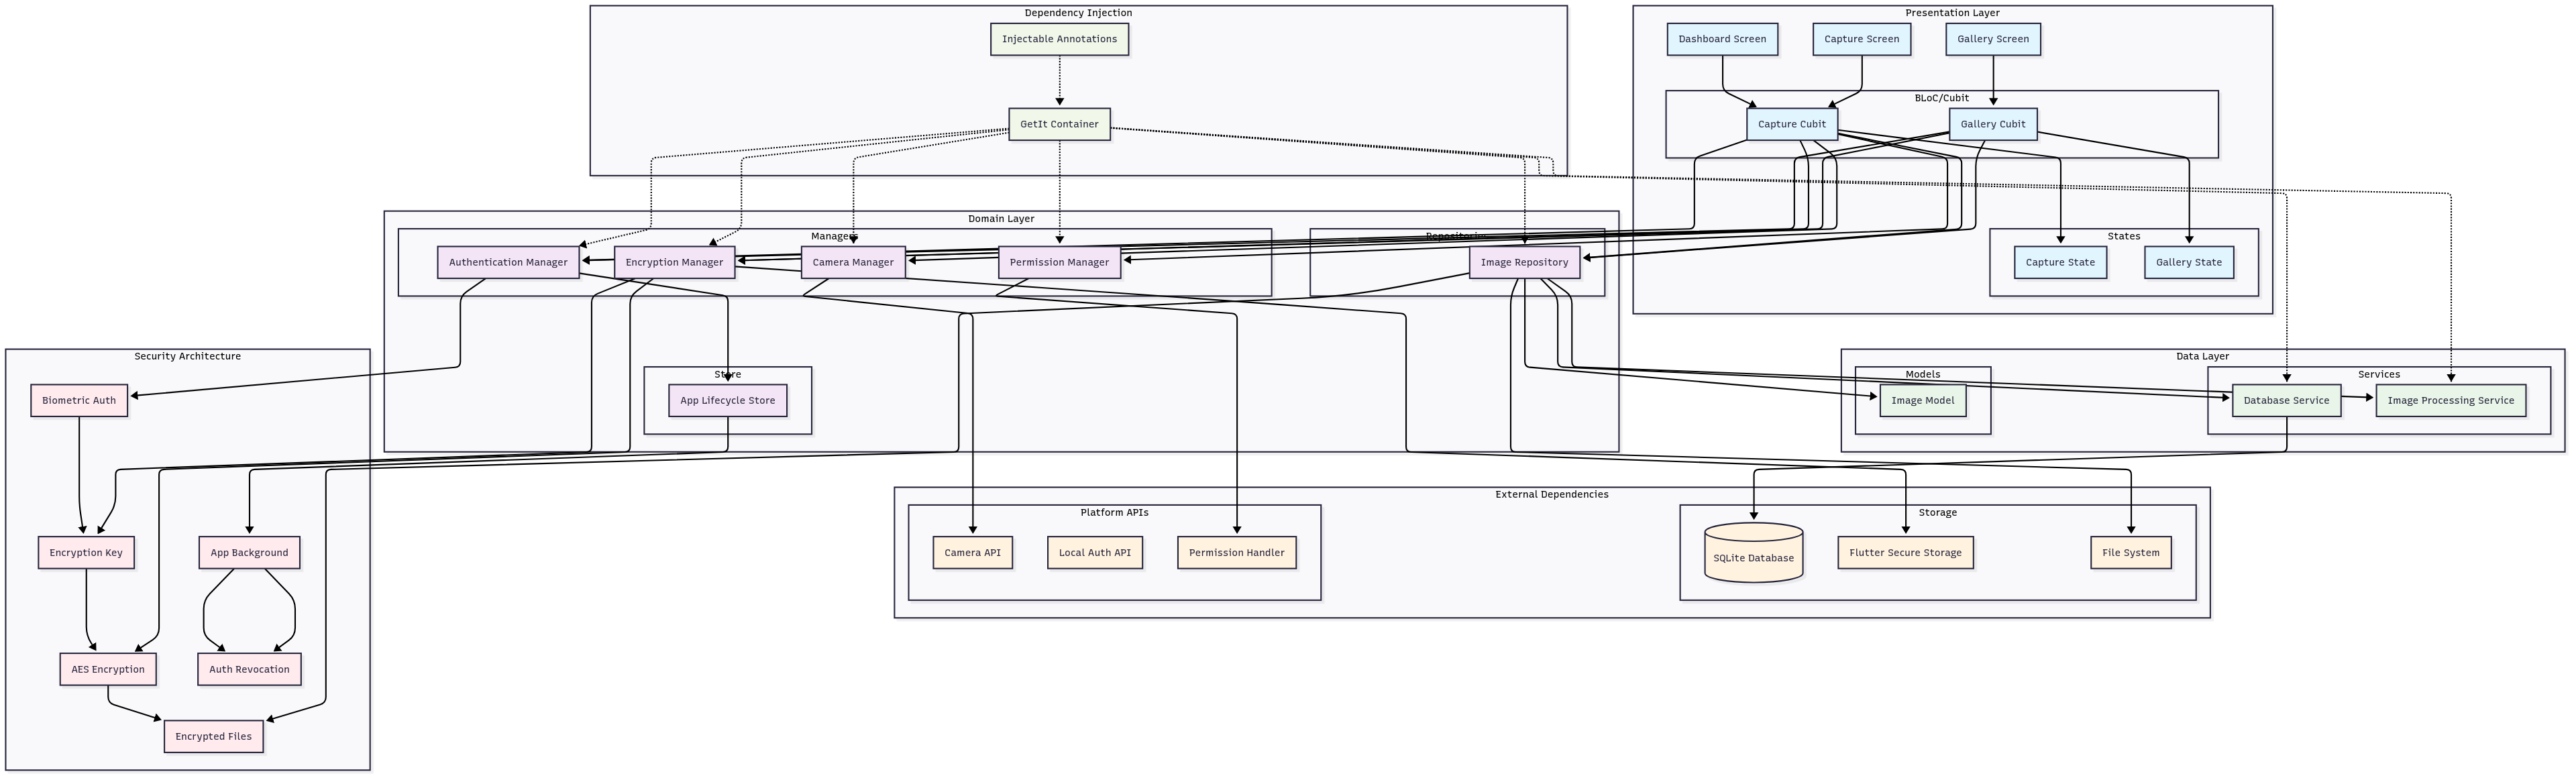 Dependency Injection
Injectable Annotations
GetIt Container
Presentation Layer
Dashboard Screen
Capture Screen
Gallery Screen
BLoC/Cubit
Capture Cubit
Gallery Cubit
States
Capture State
Gallery State
Domain Layer
Managers
Authentication Manager
Encryption Manager
Camera Manager
Permission Manager
Repositories
Image Repository
Store
App Lifecycle Store
Security Architecture
Biometric Auth
Encryption Key
App Background
AES Encryption
Auth Revocation
Encrypted Files
Data Layer
Models
Image Model
Services
Database Service
Image Processing Service
External Dependencies
Platform APIs
Camera API
Local Auth API
Permission Handler
Storage
SQLite Database
Flutter Secure Storage
File System